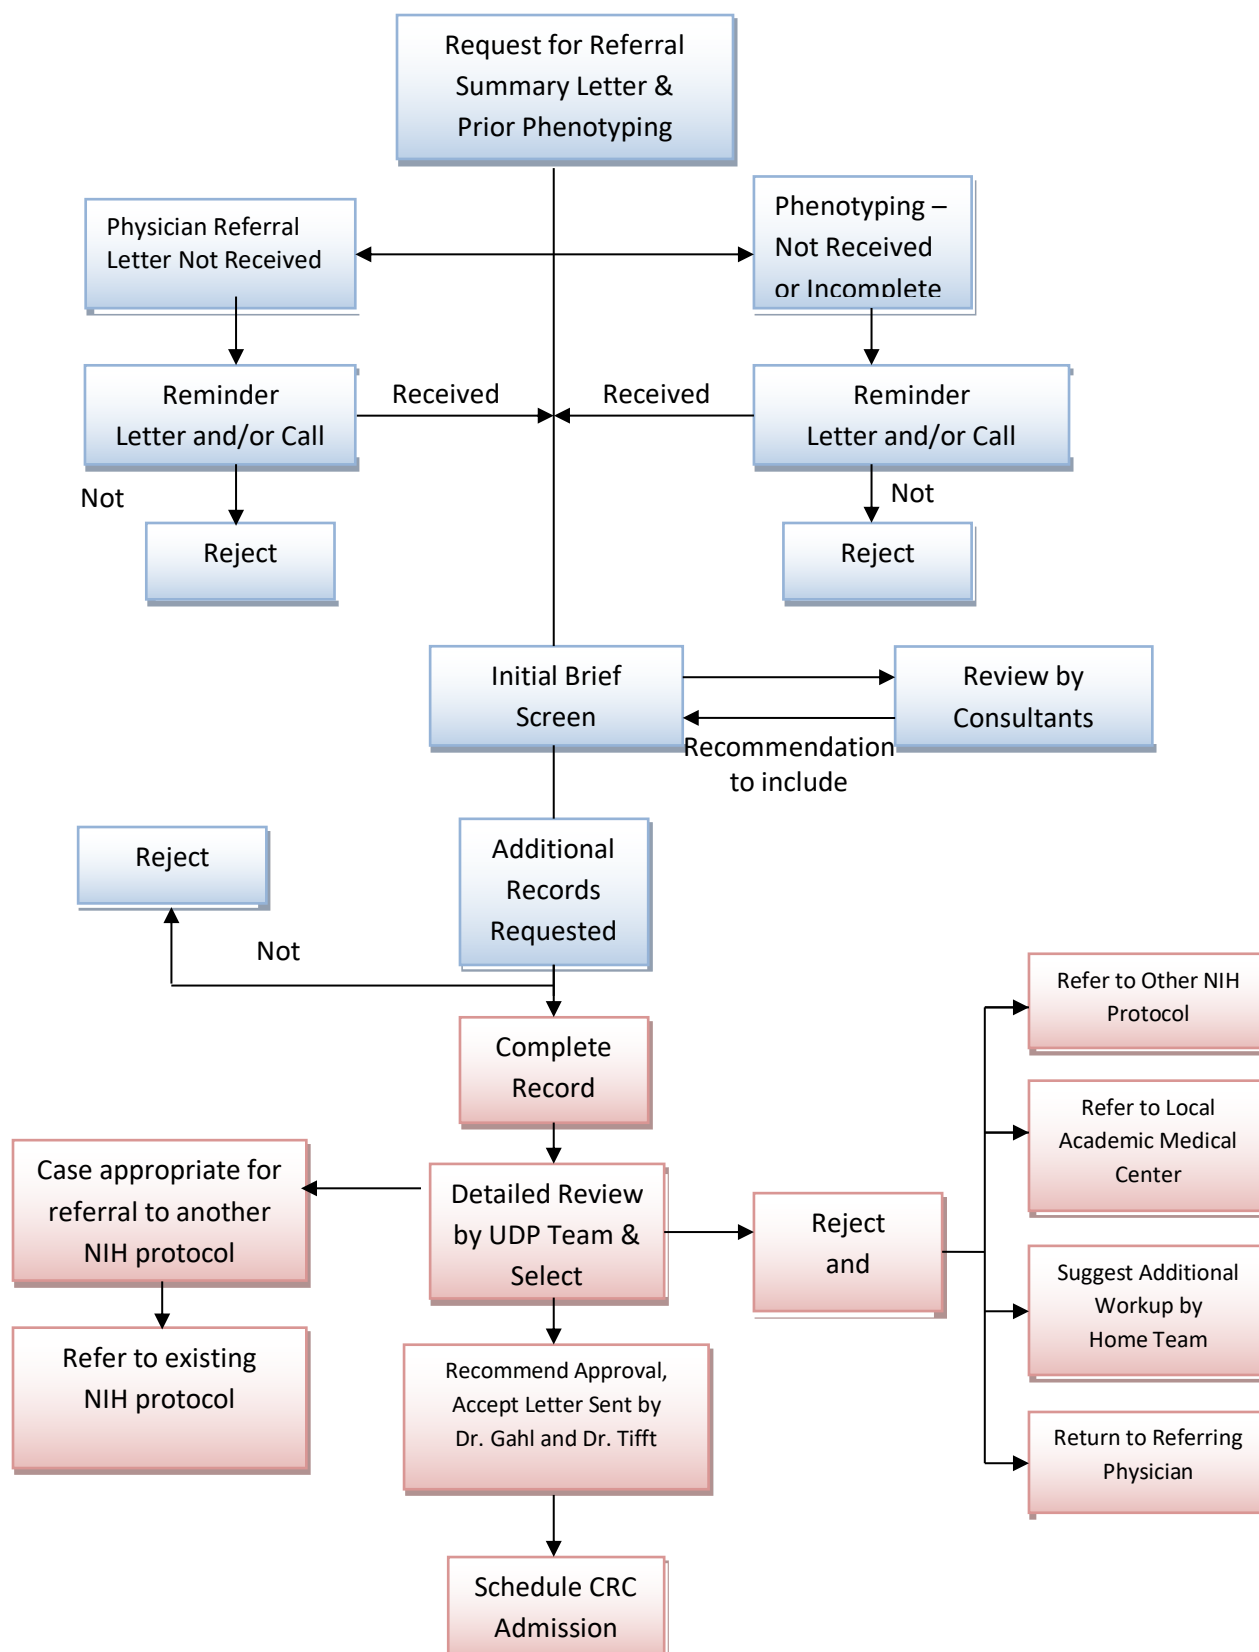 Request for Referral
Summary Letter &
Prior Phenotyping
Physician Referral
Letter Not Received
Phenotyping –
Not Received
or Incomplete
Reminder
Letter and/or Call
Received
Received
Reminder
Letter and/or Call
Not
Not
Reject
Reject
Initial Brief
Screen
Review by
Consultants
Recommendation
to include
Reject
Additional
Records
Requested
Not
Complete
Record
Refer to Other NIH
Protocol
Refer to Local
Academic Medical
Center
Case appropriate for
referral to another
NIH protocol
Detailed Review
by UDP Team &
Select
Reject
and
Suggest Additional
Workup by
Home Team
Refer to existing
NIH protocol
Recommend Approval,
Accept Letter Sent by
Dr. Gahl and Dr. Tifft
Return to Referring
Physician
Schedule CRC
Admission